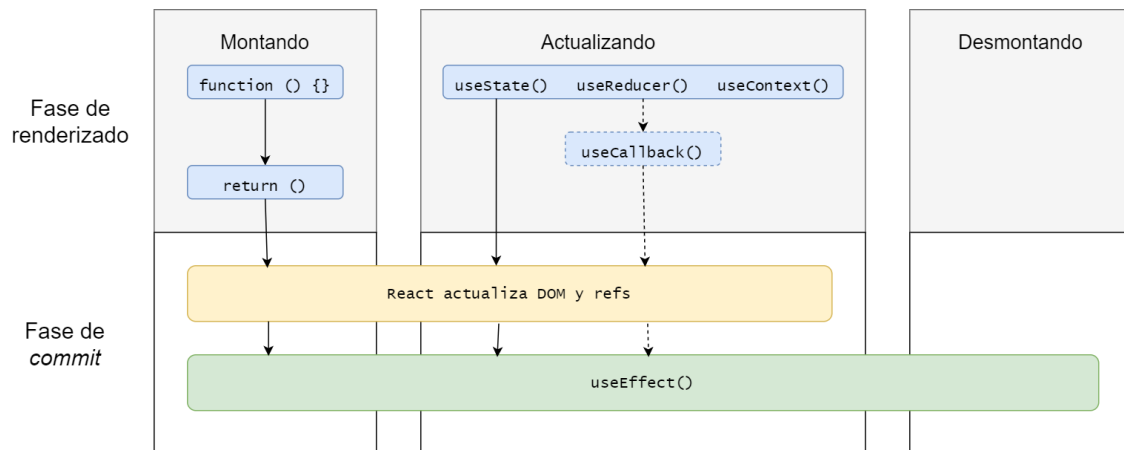 Montando
Actualizando
Desmontando
Fase de
renderizado
function () {}
useState() useReducer() useContext()
useCallback()
return ()
Fase de
commit
React actualiza DOM y refs
useEffect()